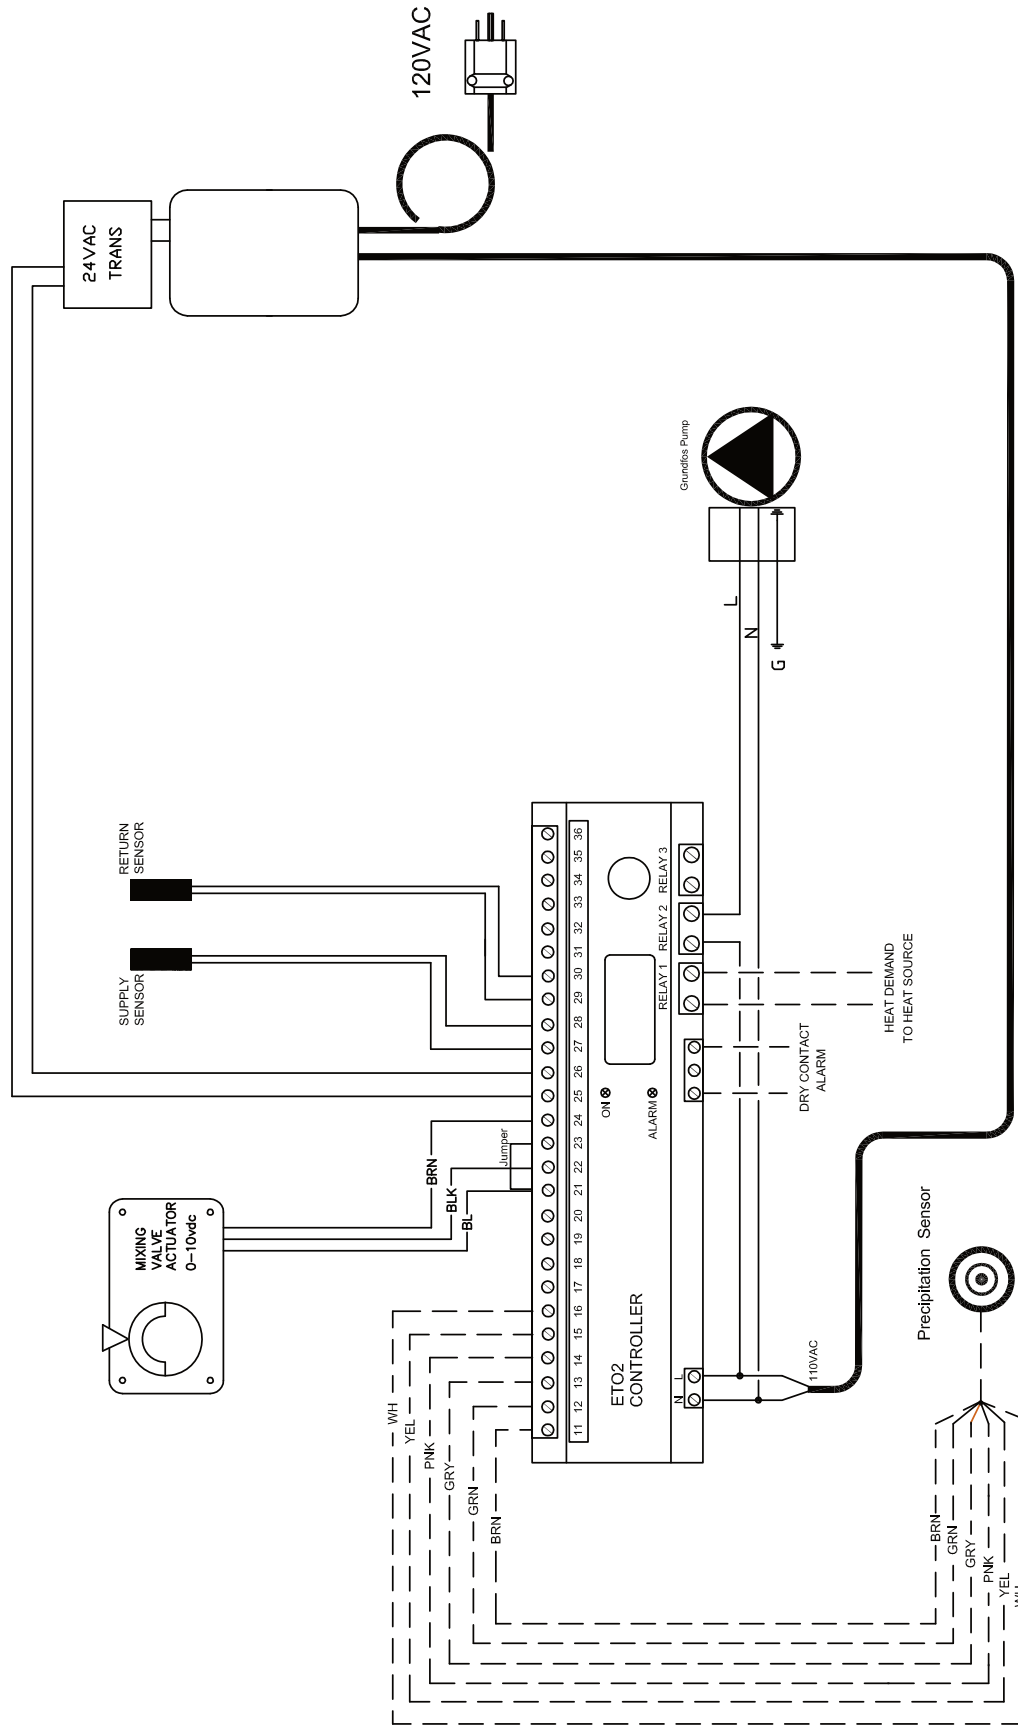 120VAC
24VAC
TRANS
Grundfos Pump
L
N
G
RETURN
SENSOR
SUPPLY
SENSOR
MIXING
VALVE
ACTUATOR
0-10vdc
BRN
BLK
BL
Jumper
11 12 13 14 15 16 17 18 19 20 21 22 23 24 25 26 27 28 29 30 31 32 33 34 35 36
ON
ALARM
ETO2
CONTROLLER
N L
RELAY 1 RELAY 2 RELAY 3
HEAT DEMAND
TO HEAT SOURCE
DRY CONTACT
ALARM
110VAC
Precipitation Sensor
WH
YEL
PNK
GRY
GRN
BRN
BRN
GRN
GRY
PNK
YEL
WH